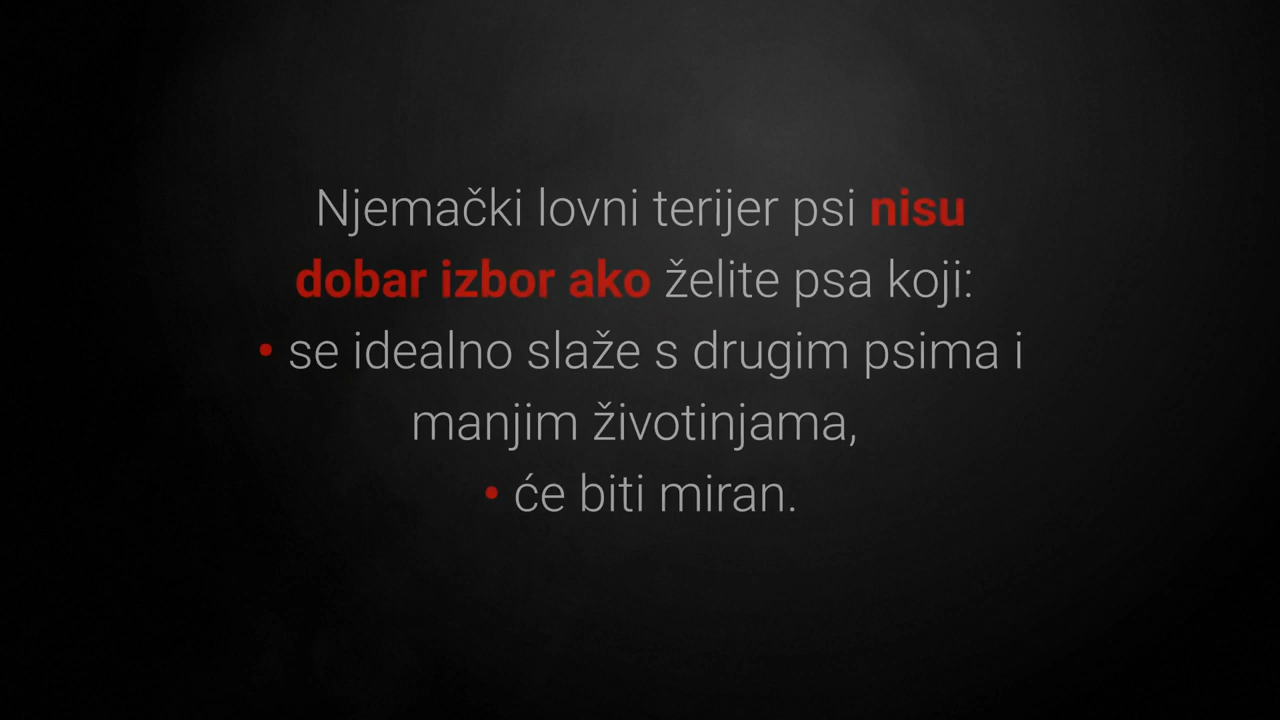 Njemački lovni terijer psi nisu
dobar izbor ako želite psa koji:
• se idealno slaže s drugim psima i
manjim životinjama,
• će biti miran.